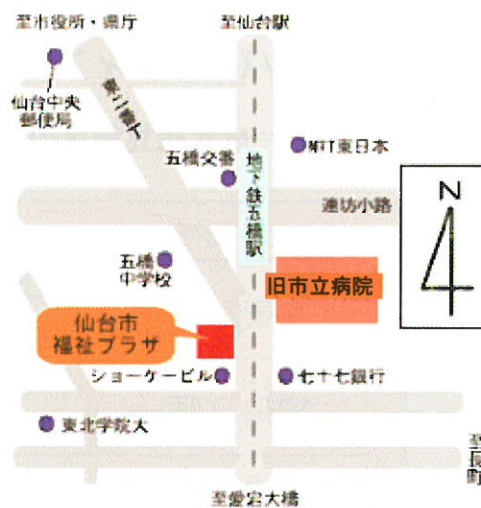 至市役所・県庁
至仙台駅
仙台中央
郵便局
東二番丁
五橋交番
NTT東日本
地下鉄五橋駅
連坊小路
N
五橋
中学校
旧市立病院
仙台市
福祉プラザ
ショーケービル
七十七銀行
東北学院大
至長町
至愛宕大橋